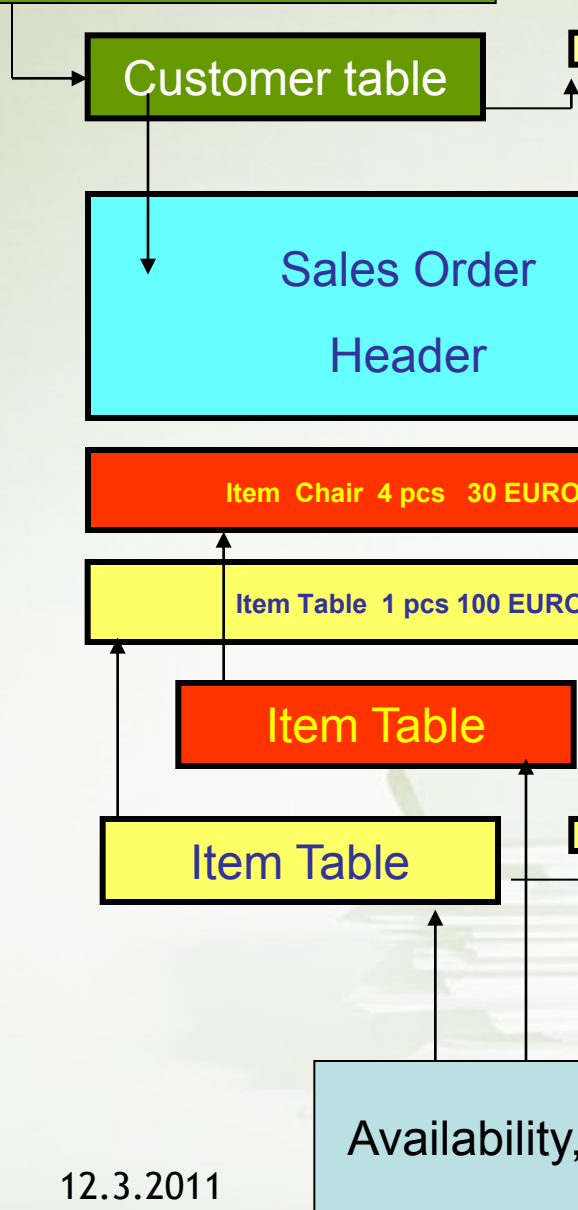 Customer table
Sales Order
Header
Item Chair 4 pcs 30 EURO
Item Table 1 pcs 100 EURO
Item Table
Item Table
Availability,
12.3.2011